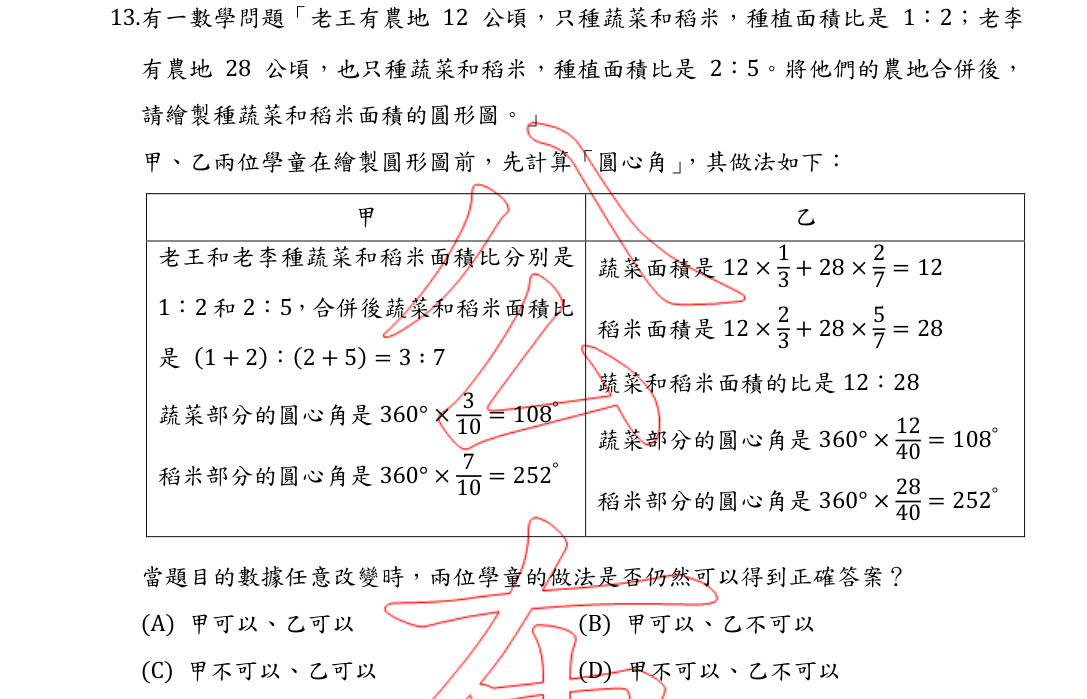 13.有一數學問題「老王有農地 12 公頃，只種蔬菜和稻米，種植面積比是 1：2；老李
有農地 28 公頃，也只種蔬菜和稻米，種植面積比是 2：5。將他們的農地合併後，
請繪製種蔬菜和稻米面積的圓形圖。」
甲、乙兩位學童在繪製圓形圖前，先計算「圓心角」，其做法如下：
甲
老王和老李種蔬菜和稻米面積比分別是
1：2 和 2：5，合併後蔬菜和稻米面積比
是 (1 + 2)：(2 + 5) = 3 : 7
蔬菜部分的圓心角是 360° × 3/10 = 108°
稻米部分的圓心角是 360° × 7/10 = 252°
乙
蔬菜面積是 12 × 1/3 + 28 × 2/7 = 12
稻米面積是 12 × 2/3 + 28 × 5/7 = 28
蔬菜和稻米面積的比是 12：28
蔬菜部分的圓心角是 360° × 12/40 = 108°
稻米部分的圓心角是 360° × 28/40 = 252°
當題目的數據任意改變時，兩位學童的做法是否仍然可以得到正確答案？
(A) 甲可以、乙可以
(B) 甲可以、乙不可以
(C) 甲不可以、乙可以
(D) 甲不可以、乙不可以